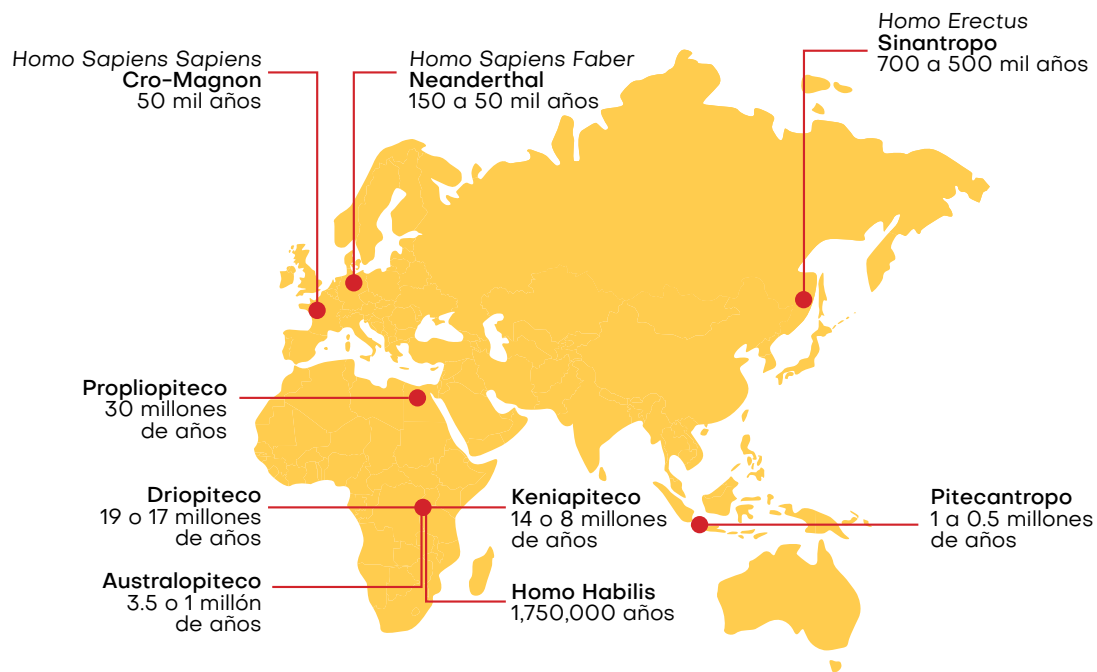 Homo Sapiens Sapiens
Cro-Magnon
50 mil años
Homo Sapiens Faber
Neanderthal
150 a 50 mil años
Homo Erectus
Sinantropo
700 a 500 mil años
Propliopiteco
30 millones
de años
Driopiteco
19 o 17 millones
de años
Keniapiteco
14 o 8 millones
de años
Pitecantropo
1 a 0.5 millones
de años
Australopiteco
3.5 o 1 millón
de años
Homo Habilis
1,750,000 años